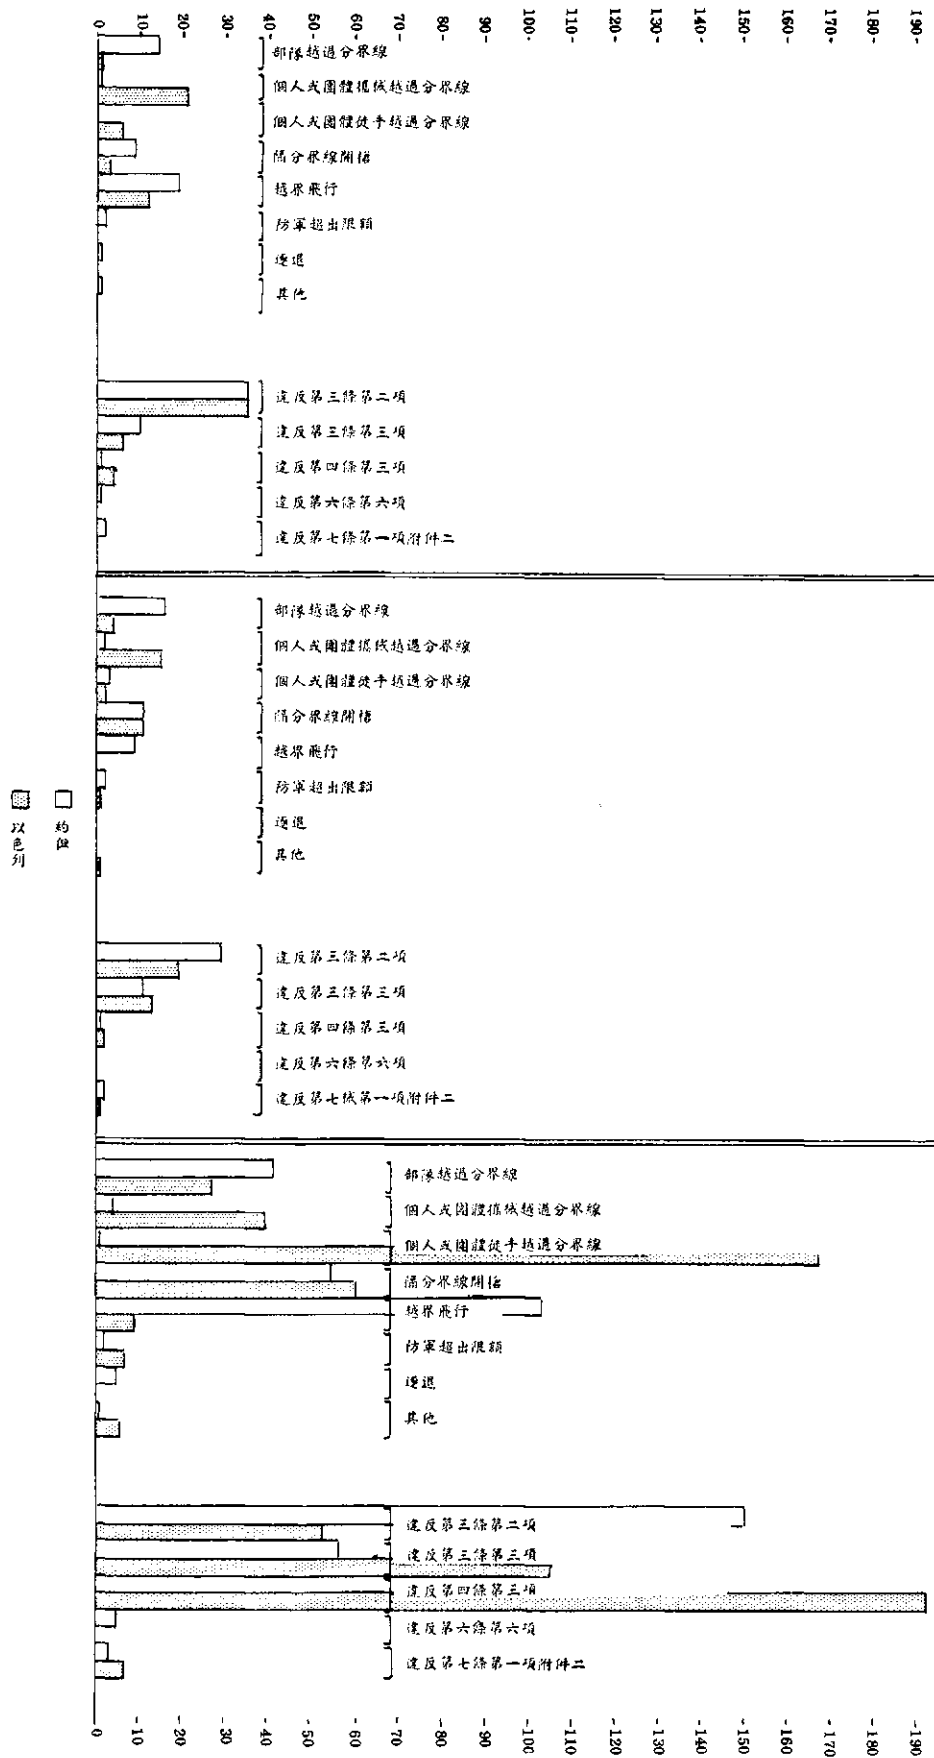 0 10- 20- 30- 40- 50- 60- 70- 80- 90- -100- -110- -120- -130- -140- -150- -160- -170- -180- -190-
部隊越過分界線
個人或團體攜械越過分界線
個人或團體徒手越過分界線
隔分界線開槍
越界飛行
防軍超出限額
遲退
其他
違反第三條第二項
違反第三條第三項
違反第四條第三項
違反第六條第六項
違反第七條第一項附件二
部隊越過分界線
個人或團體攜械越過分界線
個人或團體徒手越過分界線
隔分界線開槍
越界飛行
防軍超出限額
遲退
其他
違反第三條第二項
違反第三條第三項
違反第四條第三項
違反第六條第六項
違反第七條第一項附件二
約但
以色列
部隊越過分界線
個人或團體攜械越過分界線
個人或團體徒手越過分界線
隔分界線開槍
越界飛行
防軍超出限額
遲退
其他
違反第三條第二項
違反第三條第三項
違反第四條第三項
違反第六條第六項
違反第七條第一項附件二
0 10- 20- 30- 40- 50- 60- 70- 80- 90- -100- -110- -120- -130- -140- -150- -160- -170- -180- -190